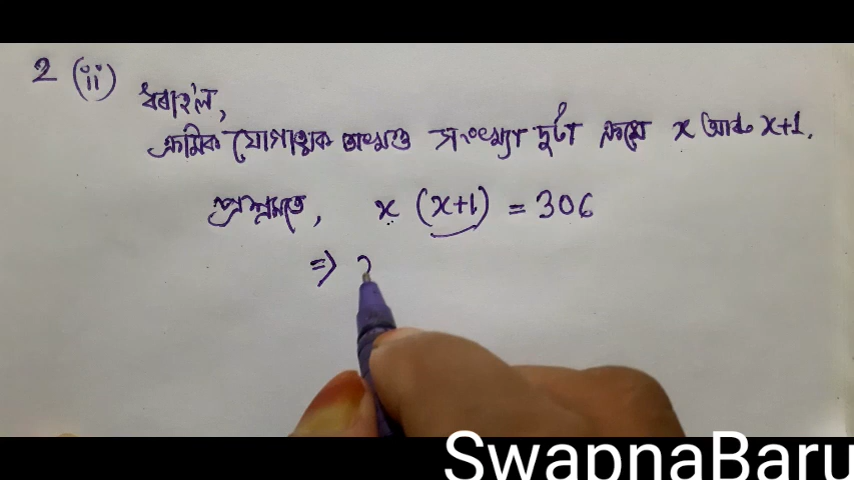 2 (ii)
ধৰাহ'ল,
ক্ৰমিক যোগাত্মক অখণ্ড সংখ্যা দুটা ক্ৰমে x আৰু x+1.
প্ৰশ্নমতে, x (x+1) = 306
⇒
SwapnaBaru